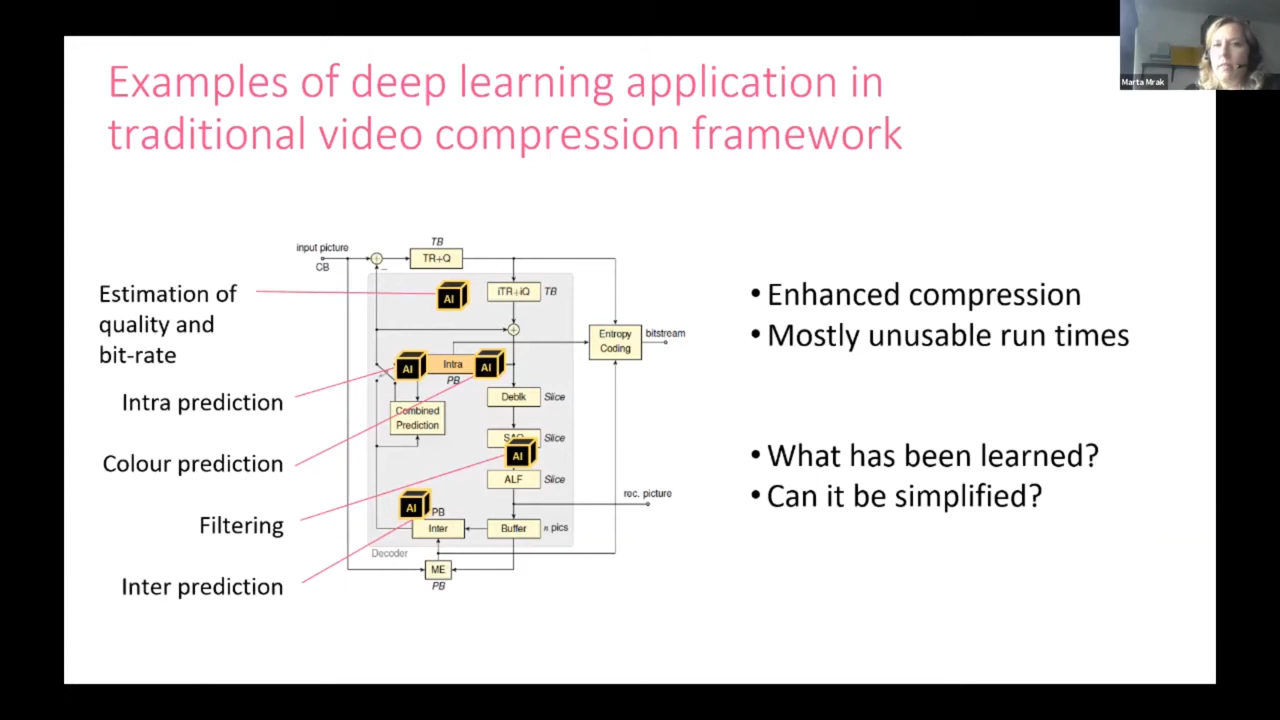 Marta Mrak
Examples of deep learning application in
traditional video compression framework
Estimation of
quality and
bit-rate
Intra prediction
Colour prediction
Filtering
Inter prediction
input picture
CB
TB
TR+Q
AI
iTR+iQ
TB
Entropy
Coding
bitstream
AI
Intra
AI
PB
Combined
Prediction
Deblk
Slice
SAO
Slice
AI
ALF
Slice
rec. picture
AI
PB
Inter
Buffer
n pics
Decoder
ME
PB
• Enhanced compression
• Mostly unusable run times
• What has been learned?
• Can it be simplified?